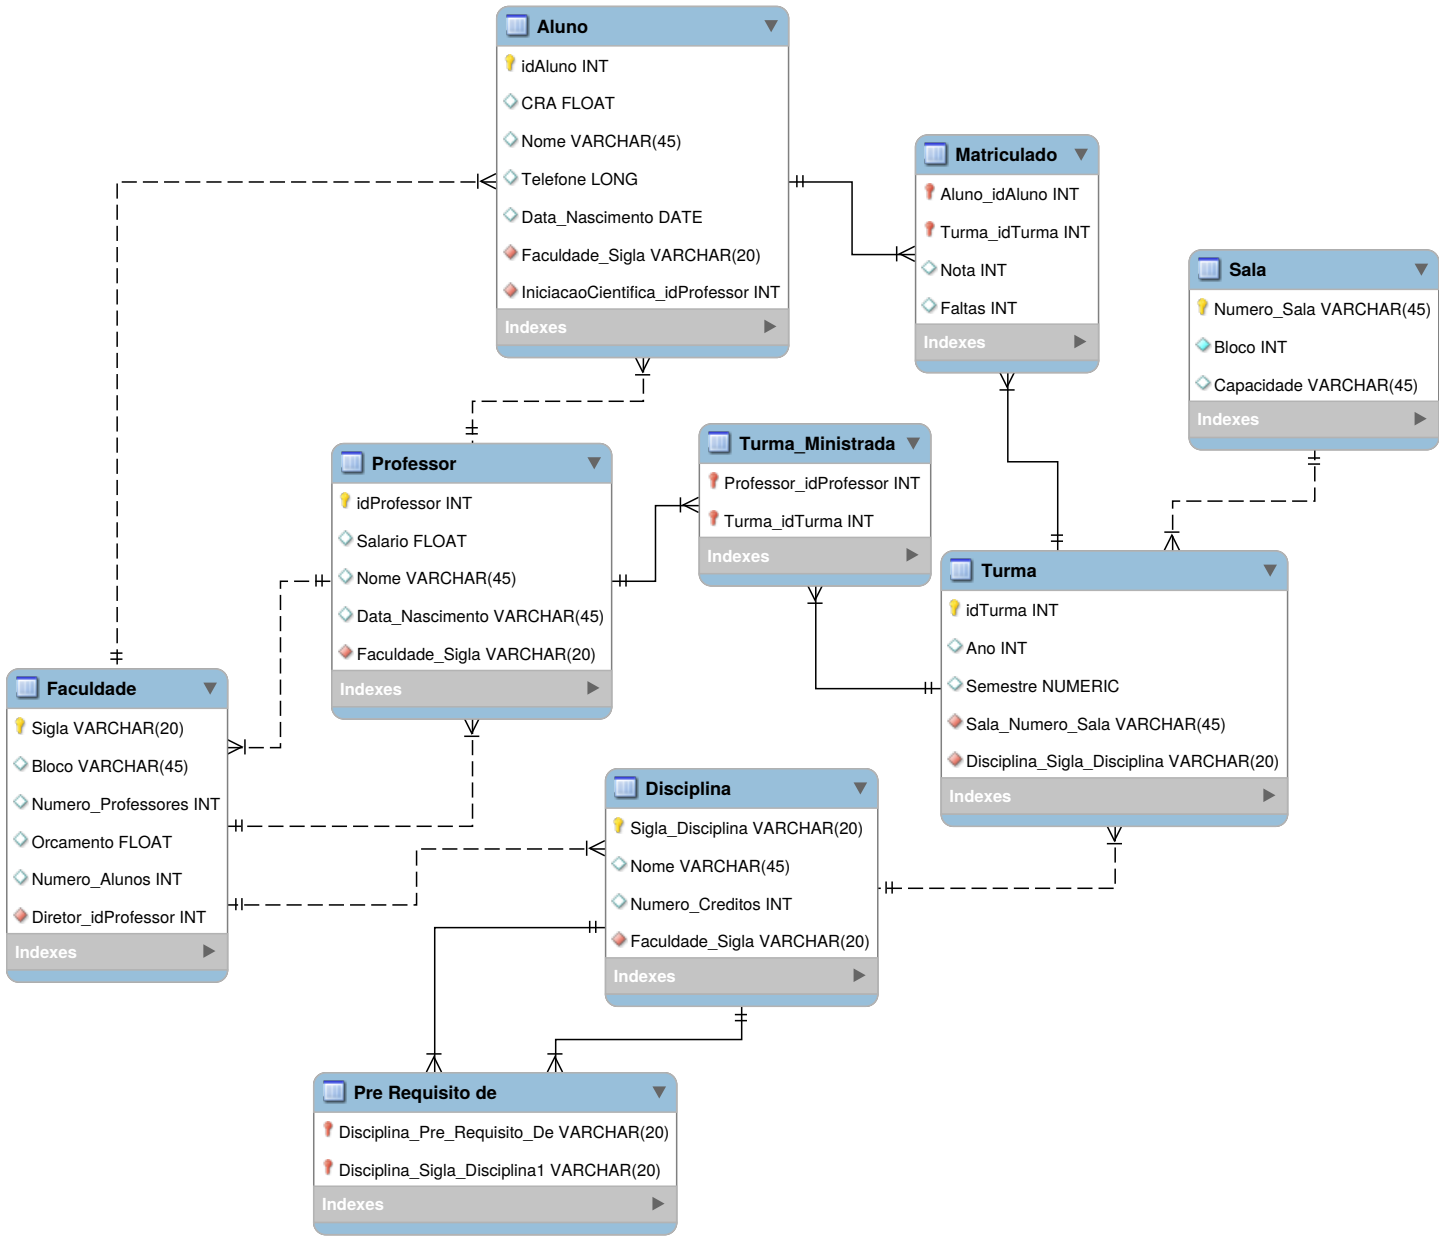 Aluno
idAluno INT
CRA FLOAT
Nome VARCHAR(45)
Telefone LONG
Data_Nascimento DATE
Faculdade_Sigla VARCHAR(20)
IniciacaoCientifica_idProfessor INT
Indexes
Matriculado
Aluno_idAluno INT
Turma_idTurma INT
Nota INT
Faltas INT
Indexes
Sala
Numero_Sala VARCHAR(45)
Bloco INT
Capacidade VARCHAR(45)
Indexes
Professor
idProfessor INT
Salario FLOAT
Nome VARCHAR(45)
Data_Nascimento VARCHAR(45)
Faculdade_Sigla VARCHAR(20)
Indexes
Turma_Ministrada
Professor_idProfessor INT
Turma_idTurma INT
Indexes
Turma
idTurma INT
Ano INT
Semestre NUMERIC
Sala_Numero_Sala VARCHAR(45)
Disciplina_Sigla_Disciplina VARCHAR(20)
Indexes
Faculdade
Sigla VARCHAR(20)
Bloco VARCHAR(45)
Numero_Professores INT
Orcamento FLOAT
Numero_Alunos INT
Diretor_idProfessor INT
Indexes
Disciplina
Sigla_Disciplina VARCHAR(20)
Nome VARCHAR(45)
Numero_Creditos INT
Faculdade_Sigla VARCHAR(20)
Indexes
Pre Requisito de
Disciplina_Pre_Requisito_De VARCHAR(20)
Disciplina_Sigla_Disciplina1 VARCHAR(20)
Indexes